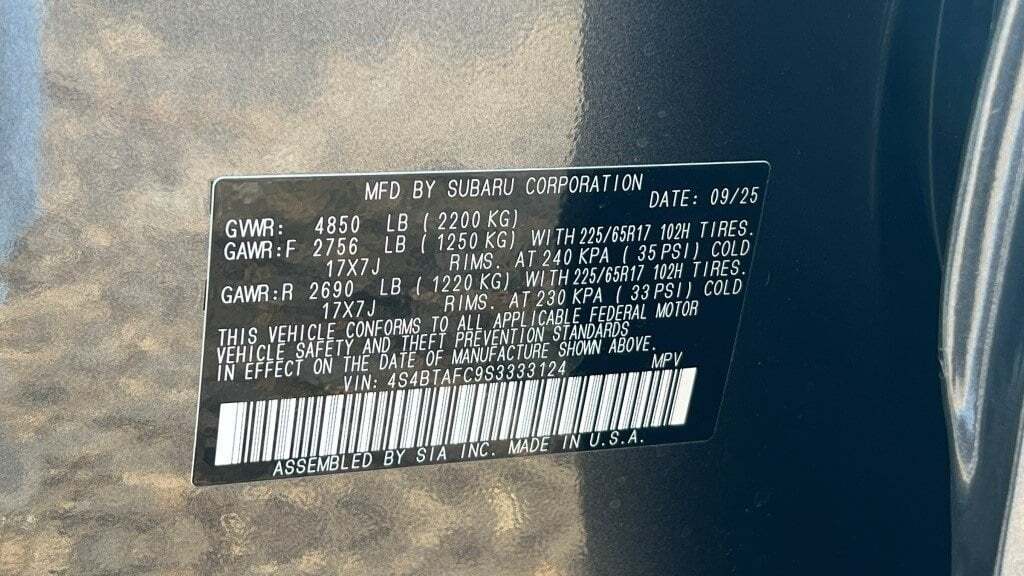 MFD BY SUBARU CORPORATION DATE: 09/25
GVWR: 4850 LB (2200 KG)
GAWR:F 2756 LB (1250 KG) WITH 225/65R17 102H TIRES.
17X7J RIMS. AT 240 KPA (35 PSI) COLD
GAWR:R 2690 LB (1220 KG) WITH 225/65R17 102H TIRES.
17X7J RIMS. AT 230 KPA (33 PSI) COLD
THIS VEHICLE CONFORMS TO ALL APPLICABLE FEDERAL MOTOR
VEHICLE SAFETY AND THEFT PREVENTION STANDARDS
IN EFFECT ON THE DATE OF MANUFACTURE SHOWN ABOVE.
VIN: 4S4BTAFC9S3333124 MPV
ASSEMBLED BY SIA INC. MADE IN U.S.A.